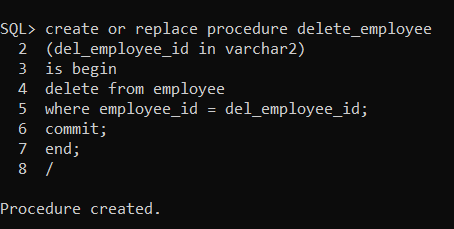 SQL> create or replace procedure delete_employee
2 (del_employee_id in varchar2)
3 is begin
4 delete from employee
5 where employee_id = del_employee_id;
6 commit;
7 end;
8 /
Procedure created.